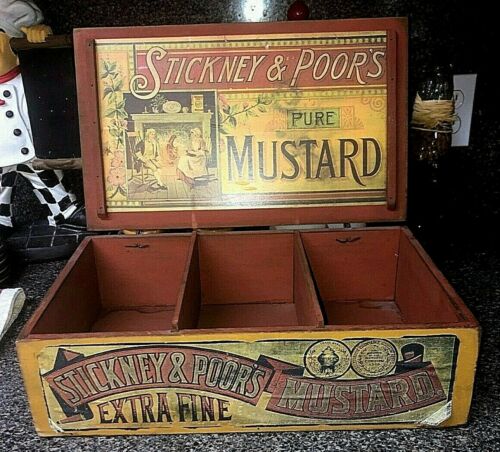 STICKNEY & POOR'S
PURE
MUSTARD
STICKNEY & POOR'S
EXTRA FINE
MUSTARD